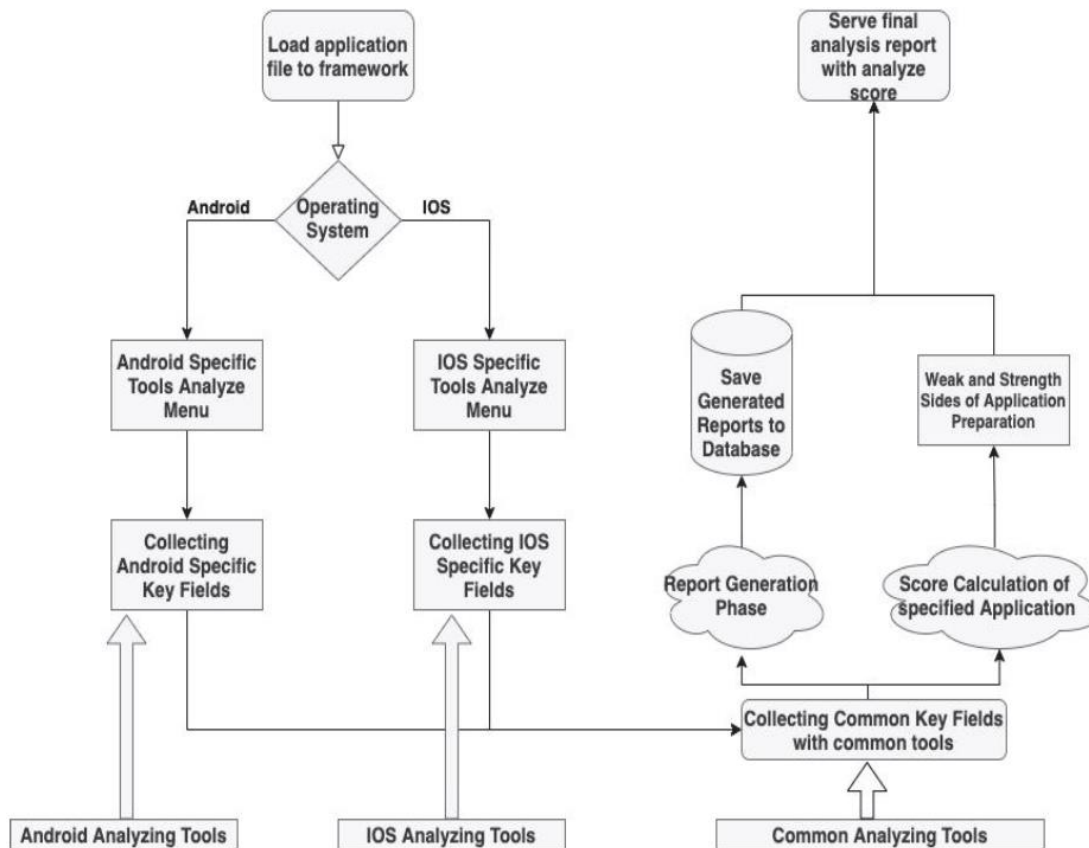 Load application
file to framework
Serve final
analysis report
with analyze
score
Android
Operating
System
IOS
Android Specific
Tools Analyze
Menu
IOS Specific
Tools Analyze
Menu
Save
Generated
Reports to
Database
Weak and Strength
Sides of Application
Preparation
Collecting
Android Specific
Key Fields
Collecting IOS
Specific Key
Fields
Report Generation
Phase
Score Calculation of
specified Application
Collecting Common Key Fields
with common tools
Android Analyzing Tools
IOS Analyzing Tools
Common Analyzing Tools